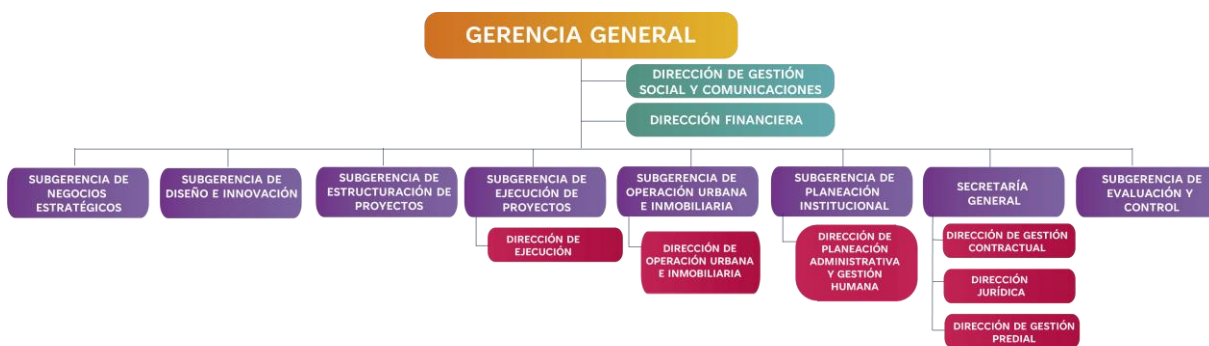 GERENCIA GENERAL
DIRECCIÓN DE GESTIÓN
SOCIAL Y COMUNICACIONES
DIRECCIÓN FINANCIERA
SUBGERENCIA DE
NEGOCIOS
ESTRATÉGICOS
SUBGERENCIA DE
DISEÑO E INNOVACIÓN
SUBGERENCIA DE
ESTRUCTURACIÓN DE
PROYECTOS
SUBGERENCIA DE
EJECUCIÓN DE
PROYECTOS
SUBGERENCIA DE
OPERACIÓN URBANA
E INMOBILIARIA
SUBGERENCIA DE
PLANEACIÓN
INSTITUCIONAL
SECRETARÍA
GENERAL
SUBGERENCIA DE
EVALUACIÓN Y
CONTROL
DIRECCIÓN DE
EJECUCIÓN
DIRECCIÓN DE
OPERACIÓN URBANA
E INMOBILIARIA
DIRECCIÓN DE
PLANEACIÓN
ADMINISTRATIVA
Y GESTIÓN
HUMANA
DIRECCIÓN DE GESTIÓN
CONTRACTUAL
DIRECCIÓN
JURÍDICA
DIRECCIÓN DE GESTIÓN
PREDIAL